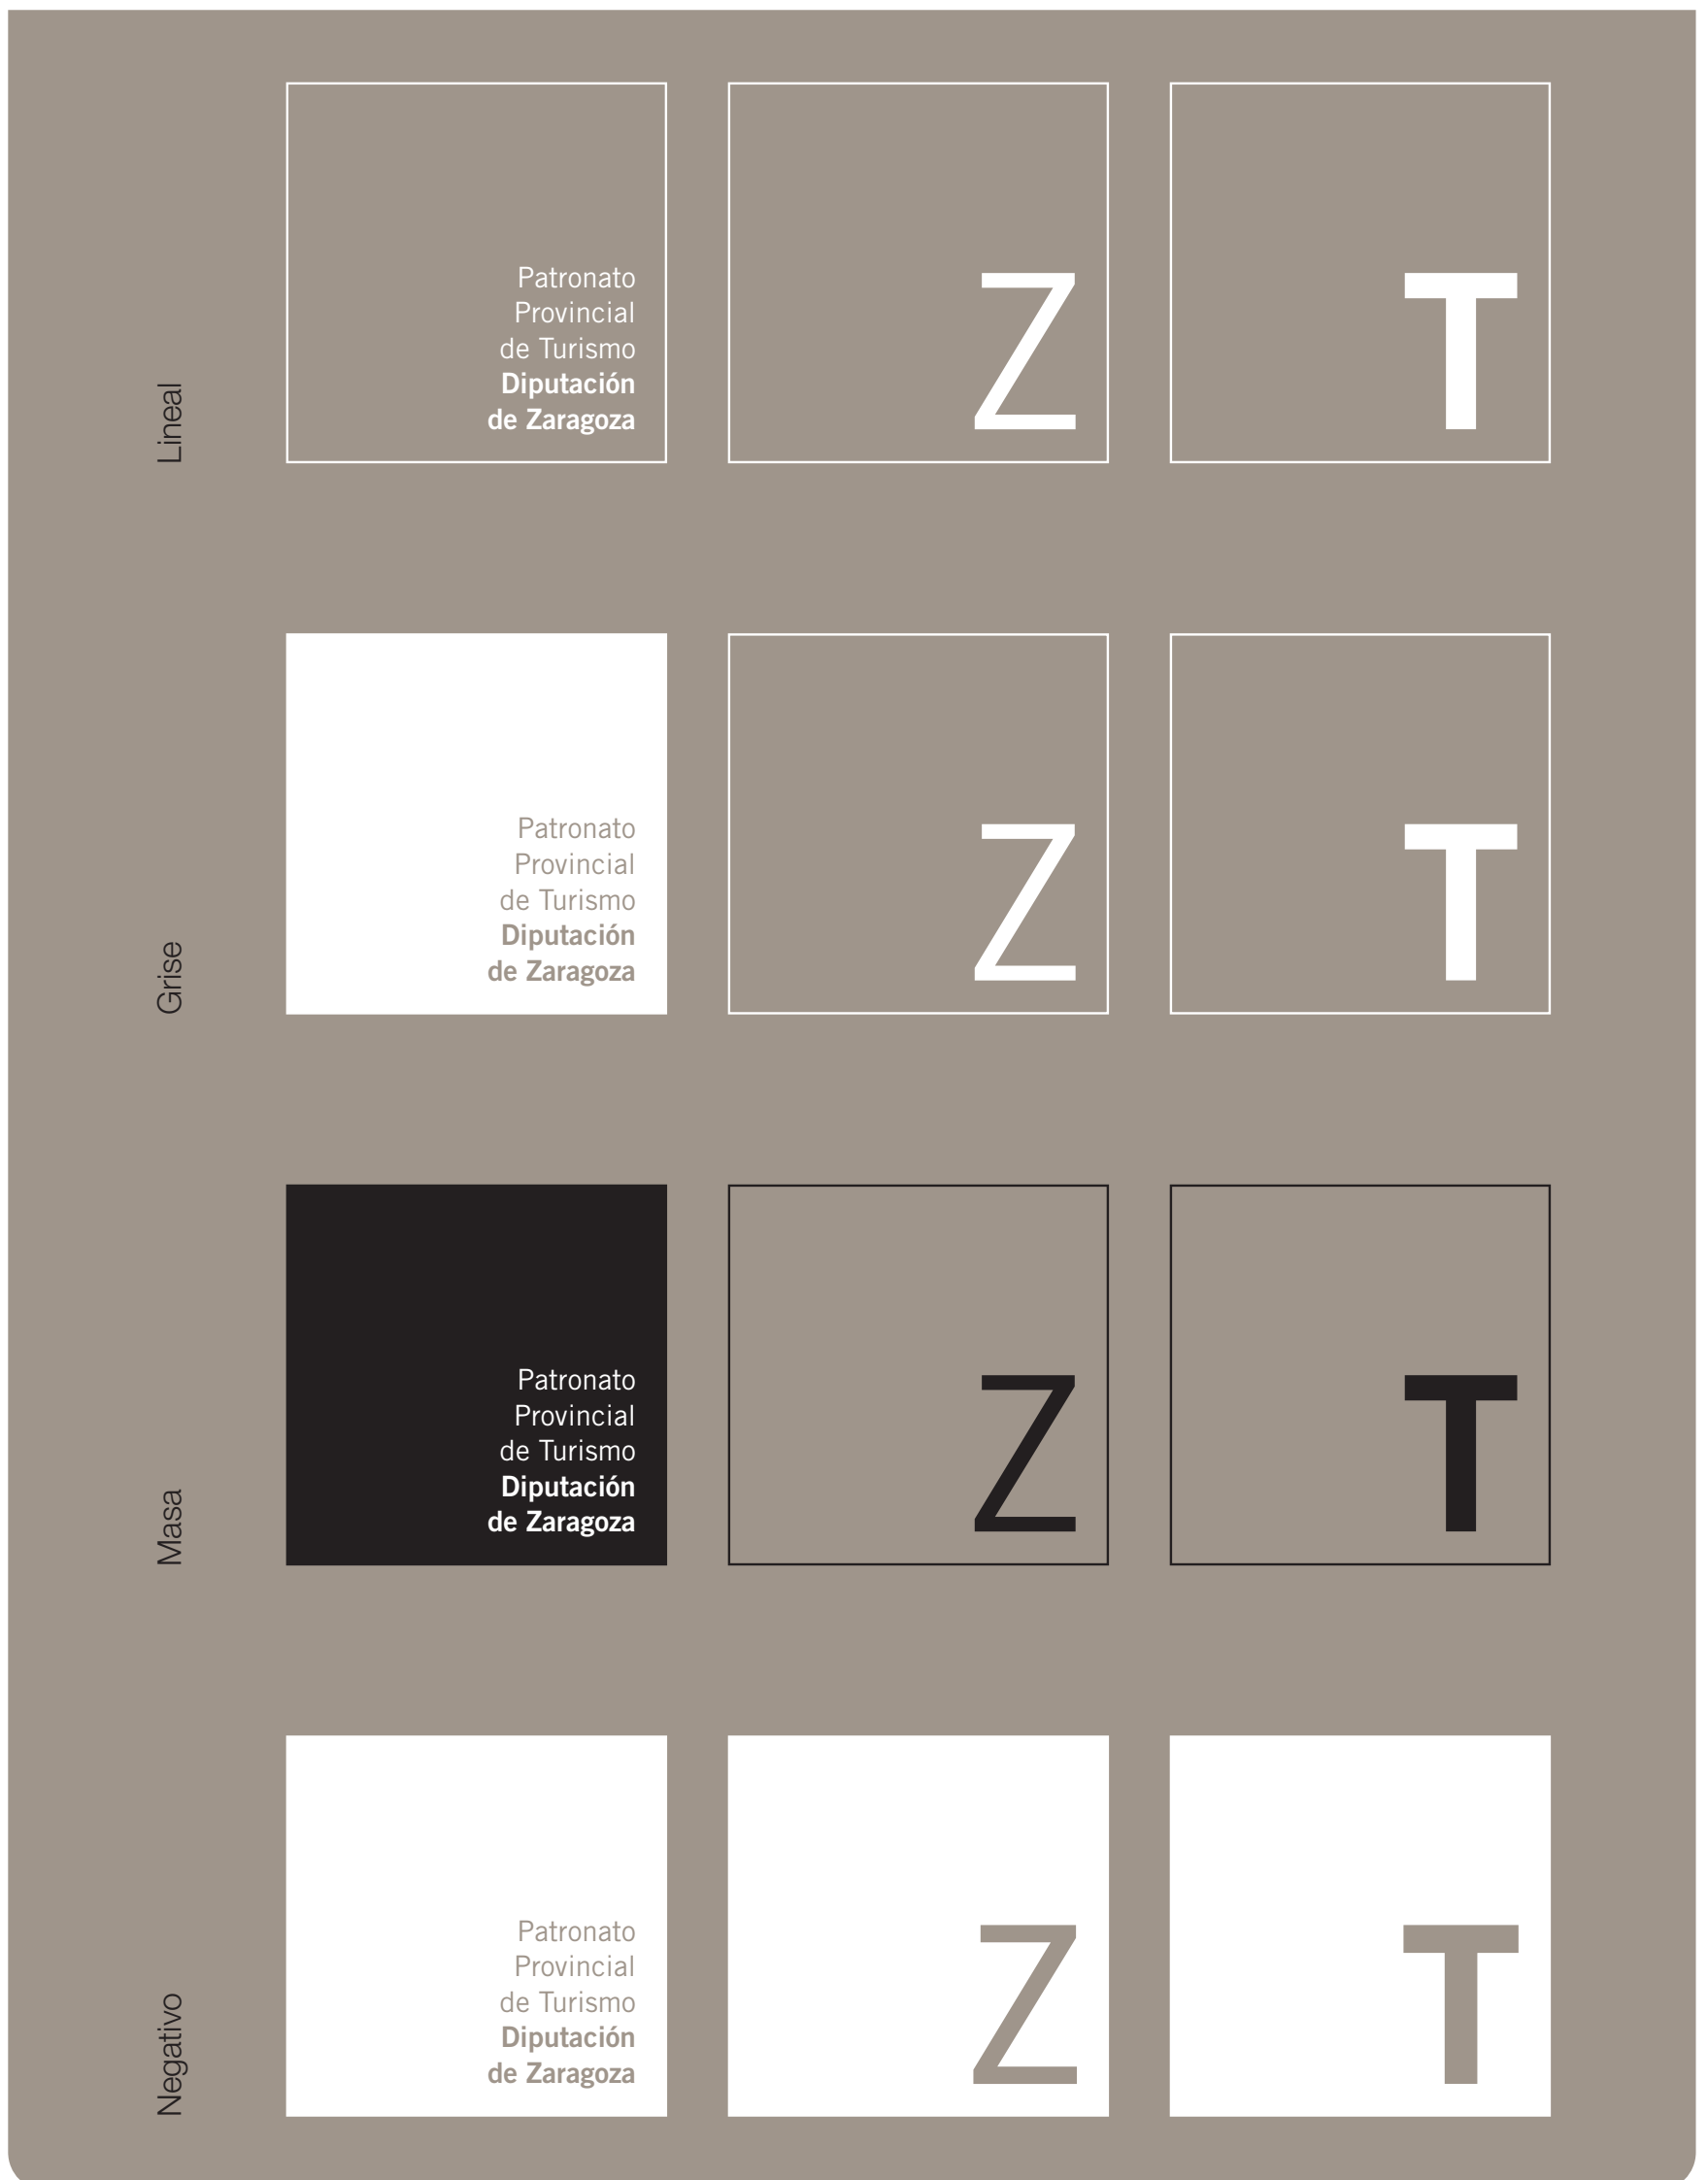 Lineal
Patronato
Provincial
de Turismo
Diputación
de Zaragoza
Z
T
Grise
Patronato
Provincial
de Turismo
Diputación
de Zaragoza
Z
T
Masa
Patronato
Provincial
de Turismo
Diputación
de Zaragoza
Z
T
Negativo
Patronato
Provincial
de Turismo
Diputación
de Zaragoza
Z
T